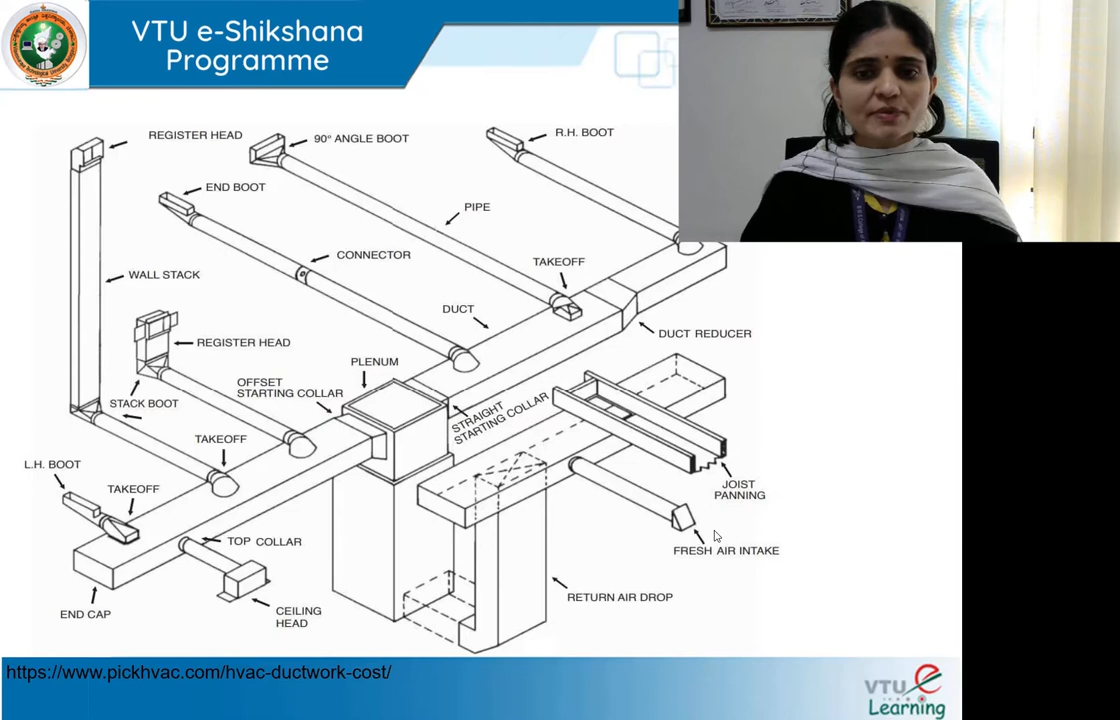 VTU e-Shikshana
Programme
REGISTER HEAD
90° ANGLE BOOT
R.H. BOOT
END BOOT
PIPE
CONNECTOR
TAKEOFF
WALL STACK
DUCT
DUCT REDUCER
REGISTER HEAD
PLENUM
OFFSET
STARTING COLLAR
STRAIGHT
STARTING COLLAR
STACK BOOT
TAKEOFF
L.H. BOOT
TAKEOFF
JOIST
PANNING
TOP COLLAR
FRESH AIR INTAKE
RETURN AIR DROP
END CAP
CEILING
HEAD
https://www.pickhvac.com/hvac-ductwork-cost/
VTU e
Learning